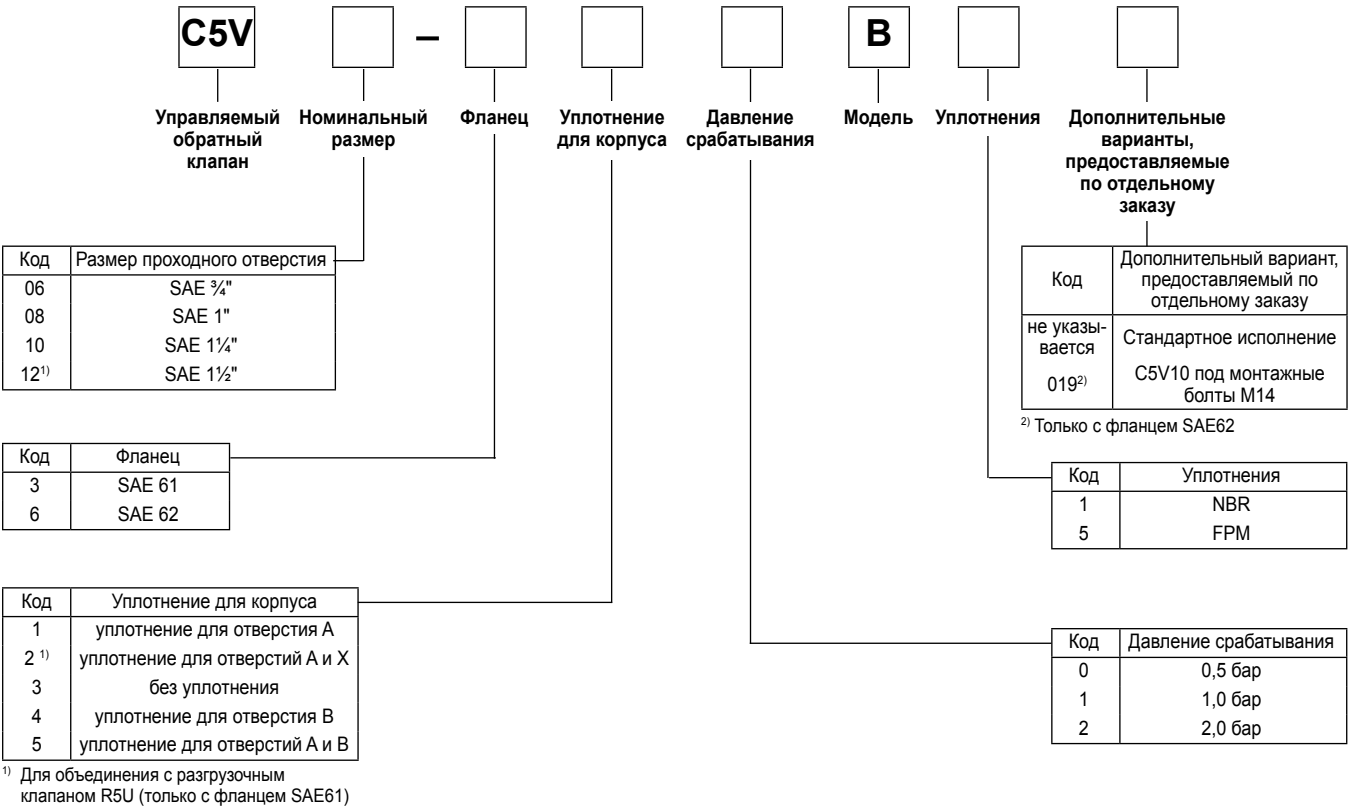 C5V – B
Управляемый обратный клапан
Номинальный размер
Фланец
Уплотнение для корпуса
Давление срабатывания
Модель
Уплотнения
Дополнительные варианты, предоставляемые по отдельному заказу
Код Размер проходного отверстия
06 SAE ¾"
08 SAE 1"
10 SAE 1¼"
12¹⁾ SAE 1½"
Код Дополнительный вариант, предоставляемый по отдельному заказу
не указы-
вается Стандартное исполнение
019²⁾ C5V10 под монтажные болты М14
²⁾ Только с фланцем SAE62
Код Фланец
3 SAE 61
6 SAE 62
Код Уплотнения
1 NBR
5 FPM
Код Уплотнение для корпуса
1 уплотнение для отверстия А
2 ¹⁾ уплотнение для отверстий А и Х
3 без уплотнения
4 уплотнение для отверстия В
5 уплотнение для отверстий А и В
¹⁾ Для объединения с разгрузочным
клапаном R5U (только с фланцем SAE61)
Код Давление срабатывания
0 0,5 бар
1 1,0 бар
2 2,0 бар